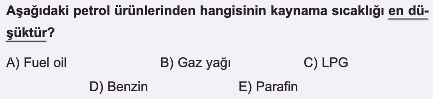 Aşağıdaki petrol ürünlerinden hangisinin kaynama sıcaklığı en dü-
şüktür?
A) Fuel oil B) Gaz yağı C) LPG
D) Benzin E) Parafin